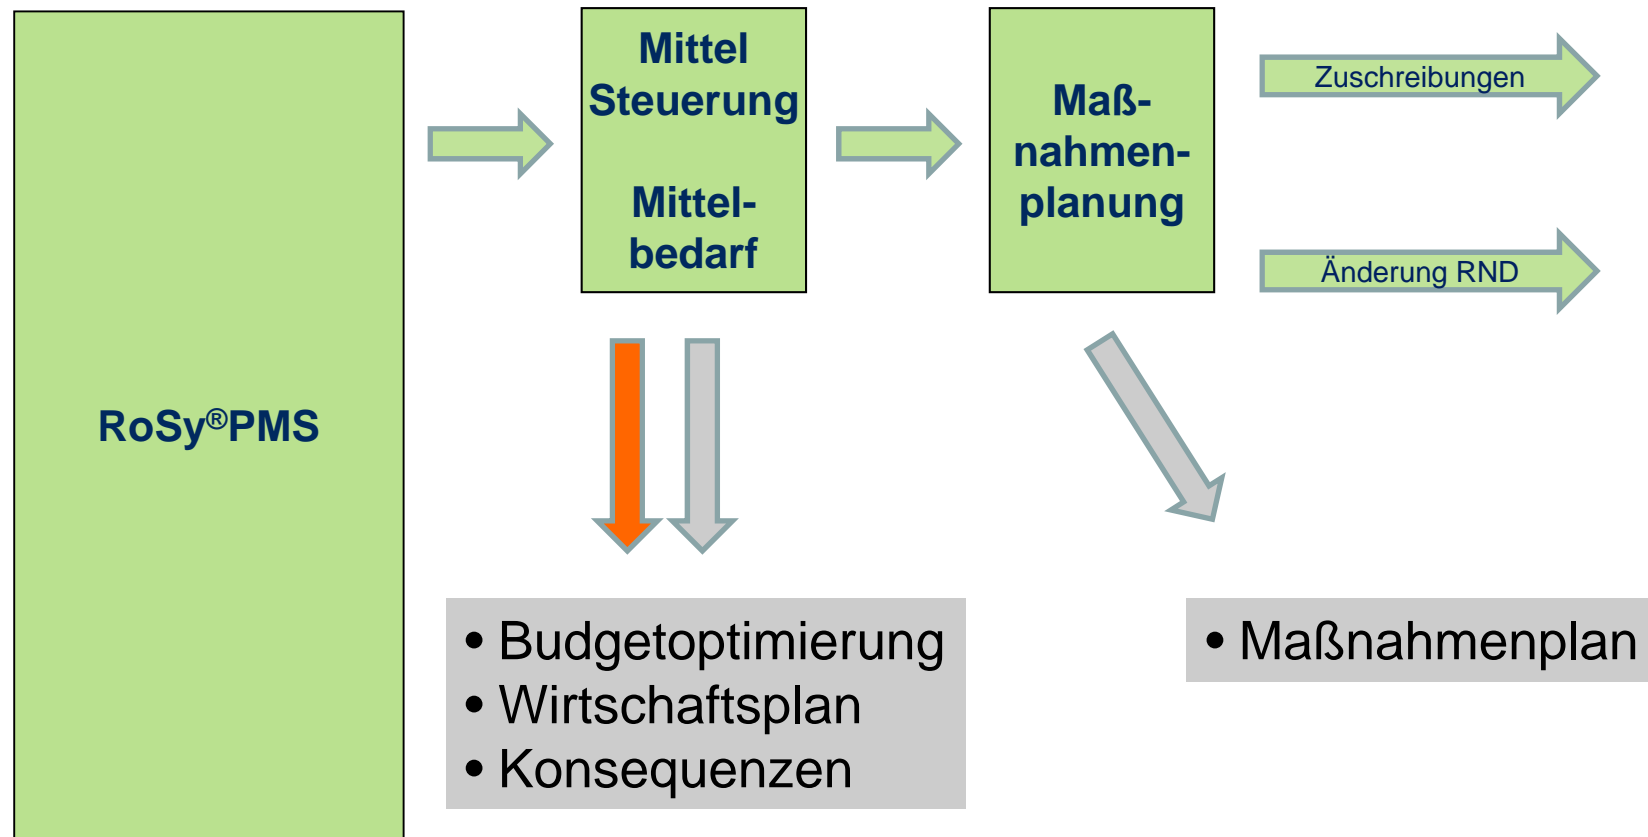 RoSy®PMS
Mittel
Steuerung
Mittel-
bedarf
Maß-
nahmen-
planung
Zuschreibungen
Änderung RND
• Budgetoptimierung
• Wirtschaftsplan
• Konsequenzen
• Maßnahmenplan